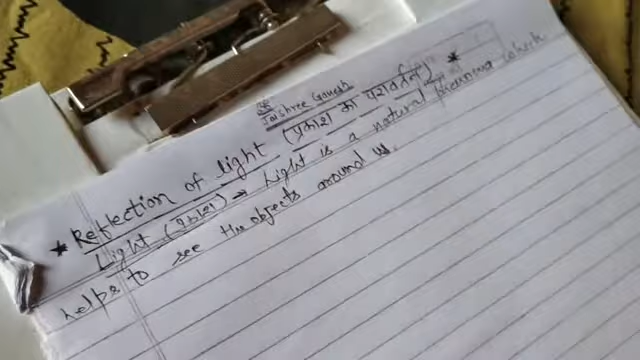 ॐ
Jaishree Ganesh
* Reflection of light (प्रकाश का परावर्तन) *
Light (प्रकाश) → Light is a natural phenomena which
helps to see the objects around us.